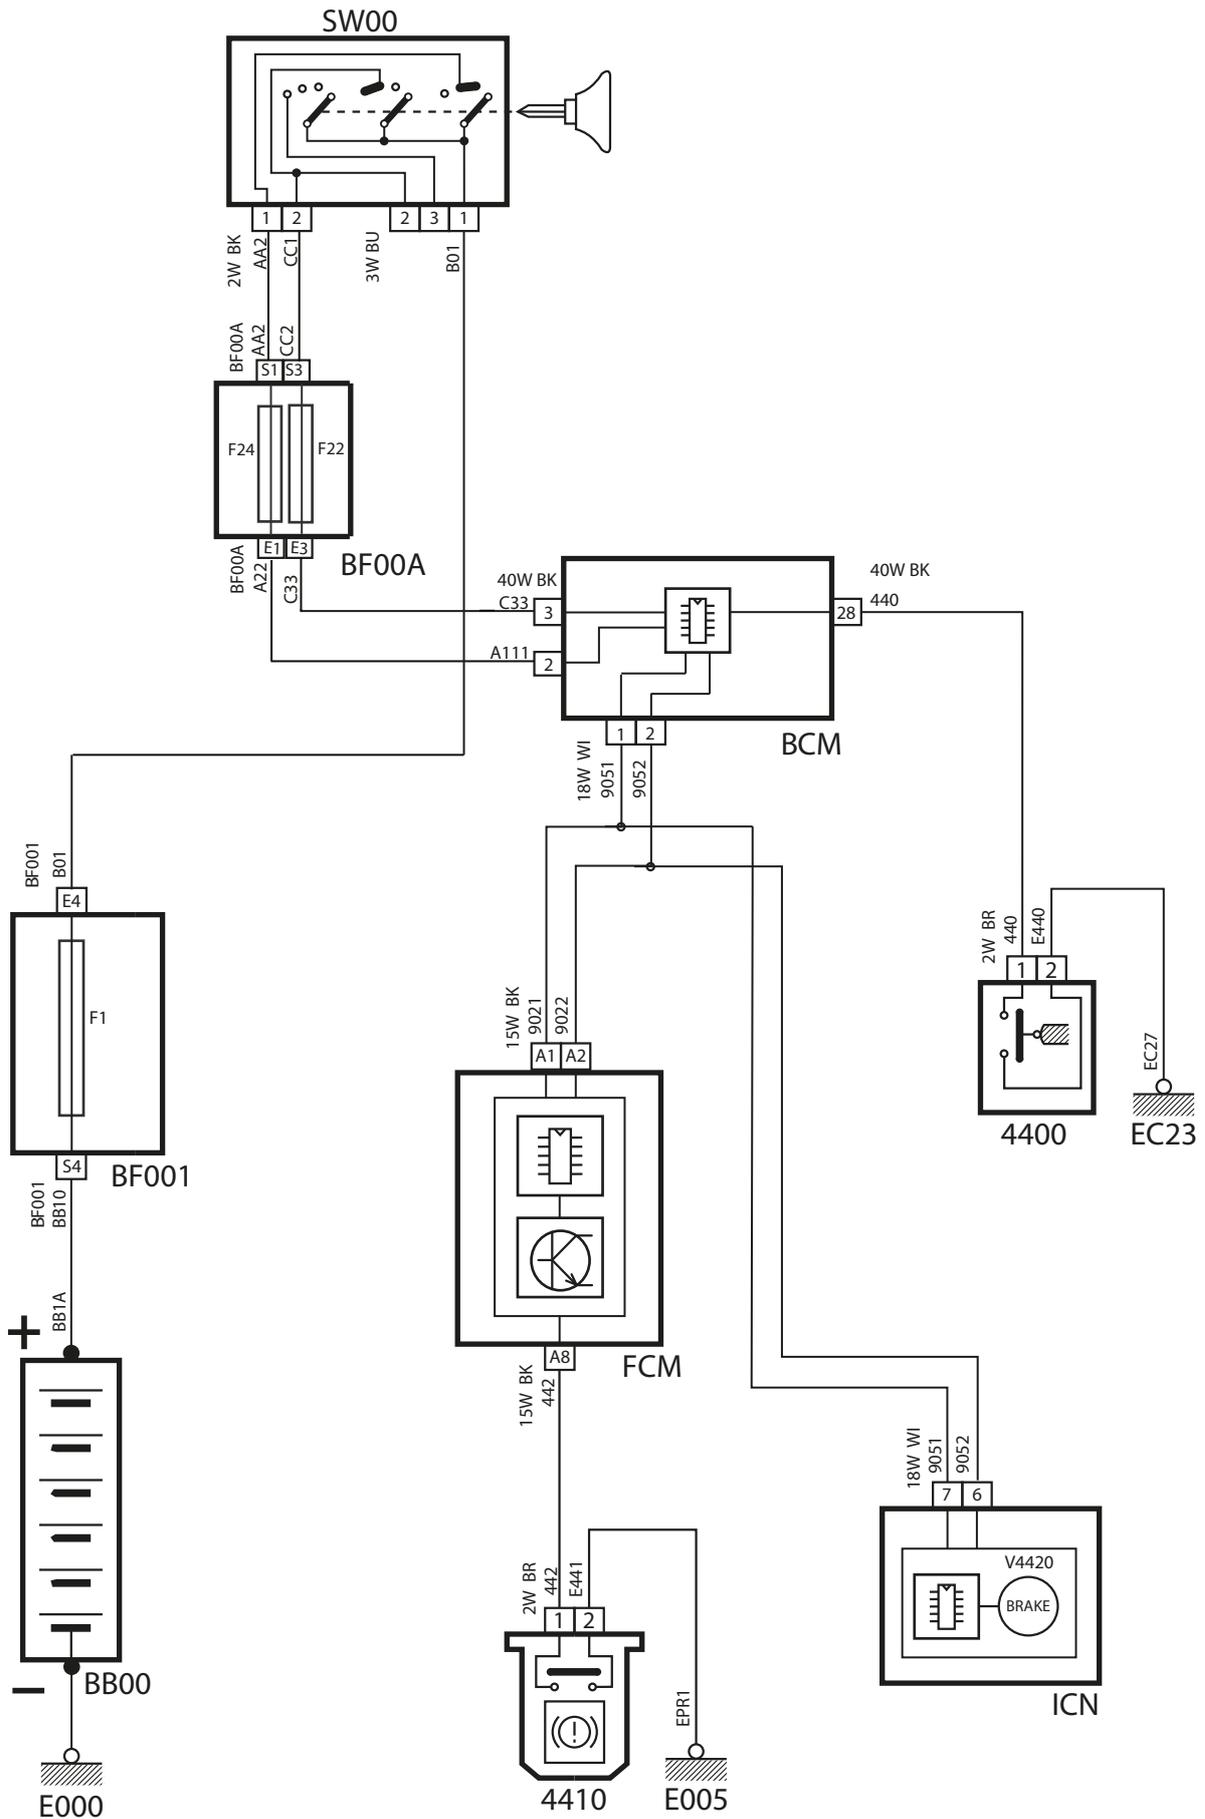 SW00
1 2 2 3 1
2W BK
AA2
CC1
3W BU
B01
BF00A
AA2
CC2
S1 S3
F24 F22
E1 E3
BF00A
A22
C33
BF00A
40W BK
C33
3
A111
2
28
40W BK
440
1 2
BCM
18W WI
9051
9052
BF001
B01
E4
F1
S4
BF001
BF001
BB10
BB1A
+
BB00
−
E000
15W BK
9021
9022
A1 A2
A8
FCM
15W BK
442
2W BR
440
E440
1 2
4400
EC27
EC23
18W WI
9051
9052
7 6
V4420
BRAKE
ICN
2W BR
442
E441
1 2
!
4410
EPR1
E005